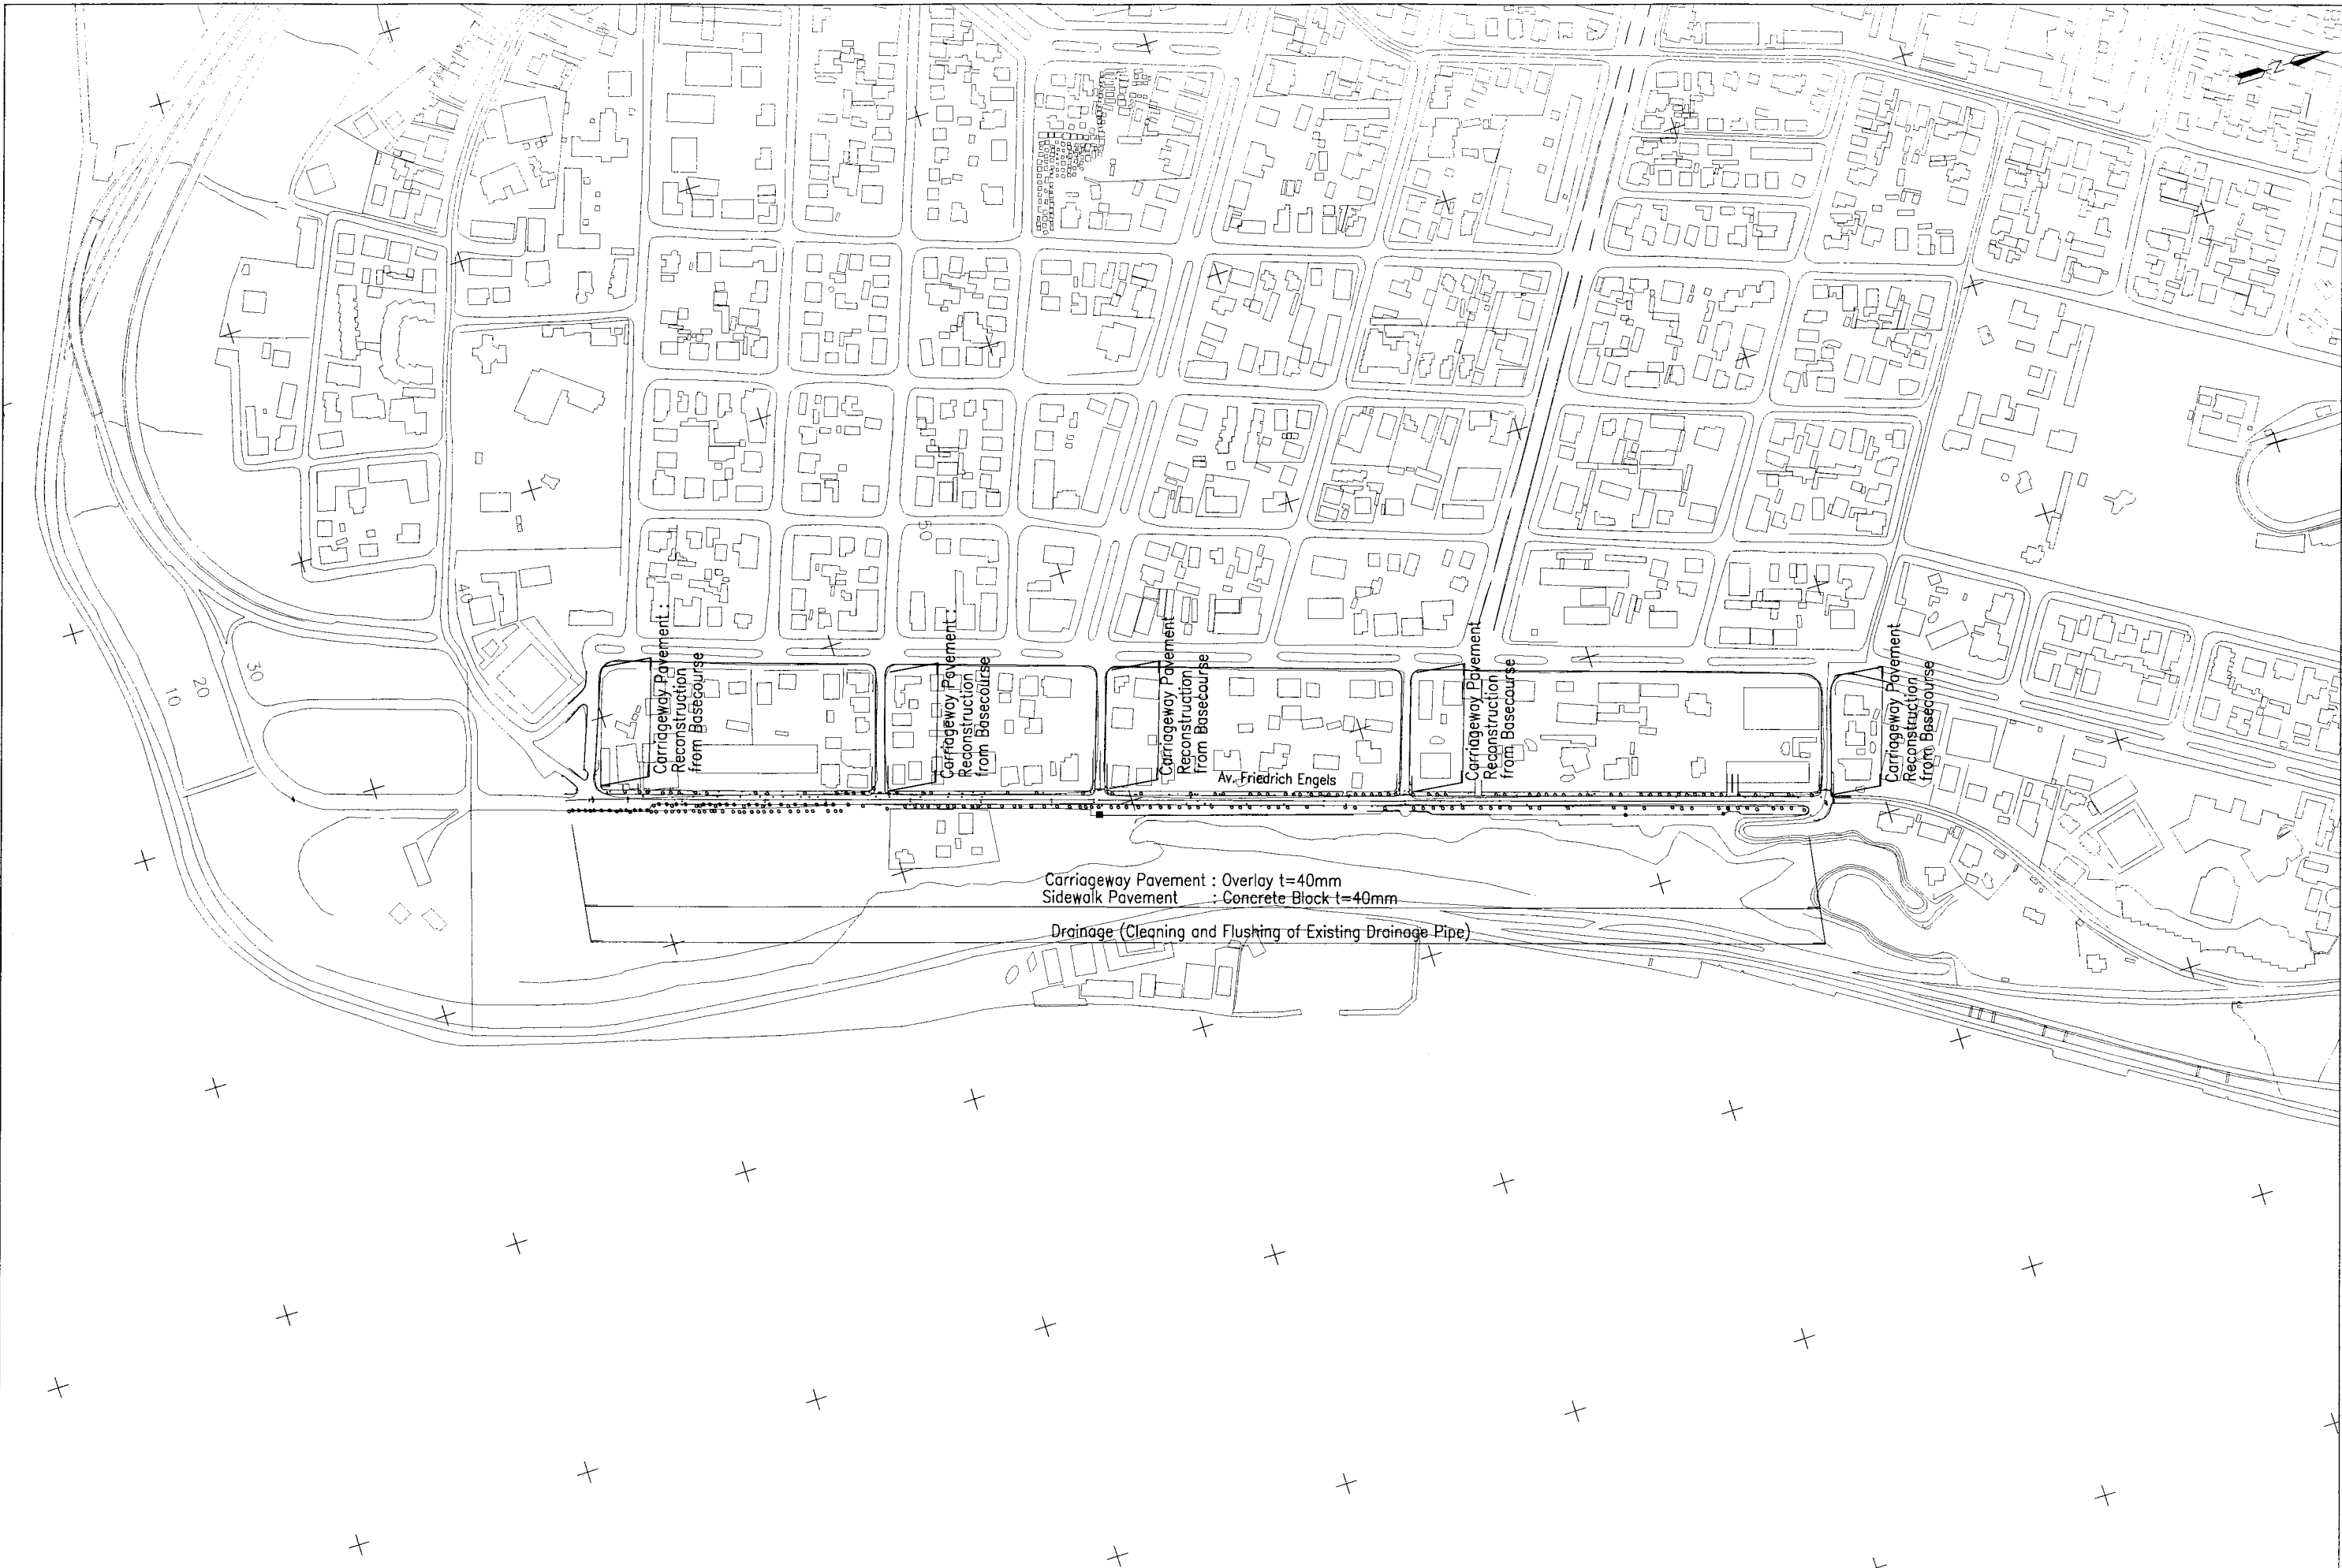 Z
50
40
30
20
10
Carriageway Pavement :
Reconstruction
from Basecourse
Carriageway Pavement :
Reconstruction
from Basecourse
Carriageway Pavement
Reconstruction
from Basecourse
Carriageway Pavement
Reconstruction
from Basecourse
Carriageway Pavement
Reconstruction
from Basecourse
Av. Friedrich Engels
Carriageway Pavement : Overlay t=40mm
Sidewalk Pavement : Concrete Block t=40mm
Drainage (Cleaning and Flushing of Existing Drainage Pipe)